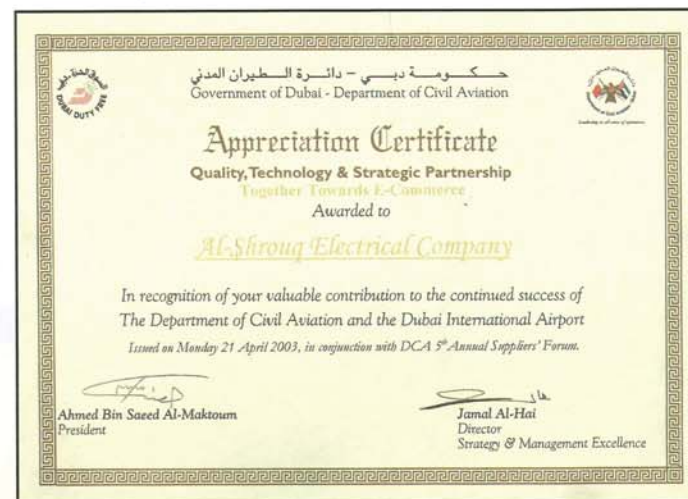 حكومة دبي - دائرة الطيران المدني
Government of Dubai - Department of Civil Aviation
DUBAI DUTY FREE
Appreciation Certificate
Quality,Technology & Strategic Partnership
Together Towards E-Commerce
Awarded to
Al-Shrouq Electrical Company
In recognition of your valuable contribution to the continued success of
The Department of Civil Aviation and the Dubai International Airport
Issued on Monday 21 April 2003, in conjunction with DCA 5th Annual Suppliers' Forum.
Ahmed Bin Saeed Al-Maktoum
President
Jamal Al-Hai
Director
Strategy & Management Excellence